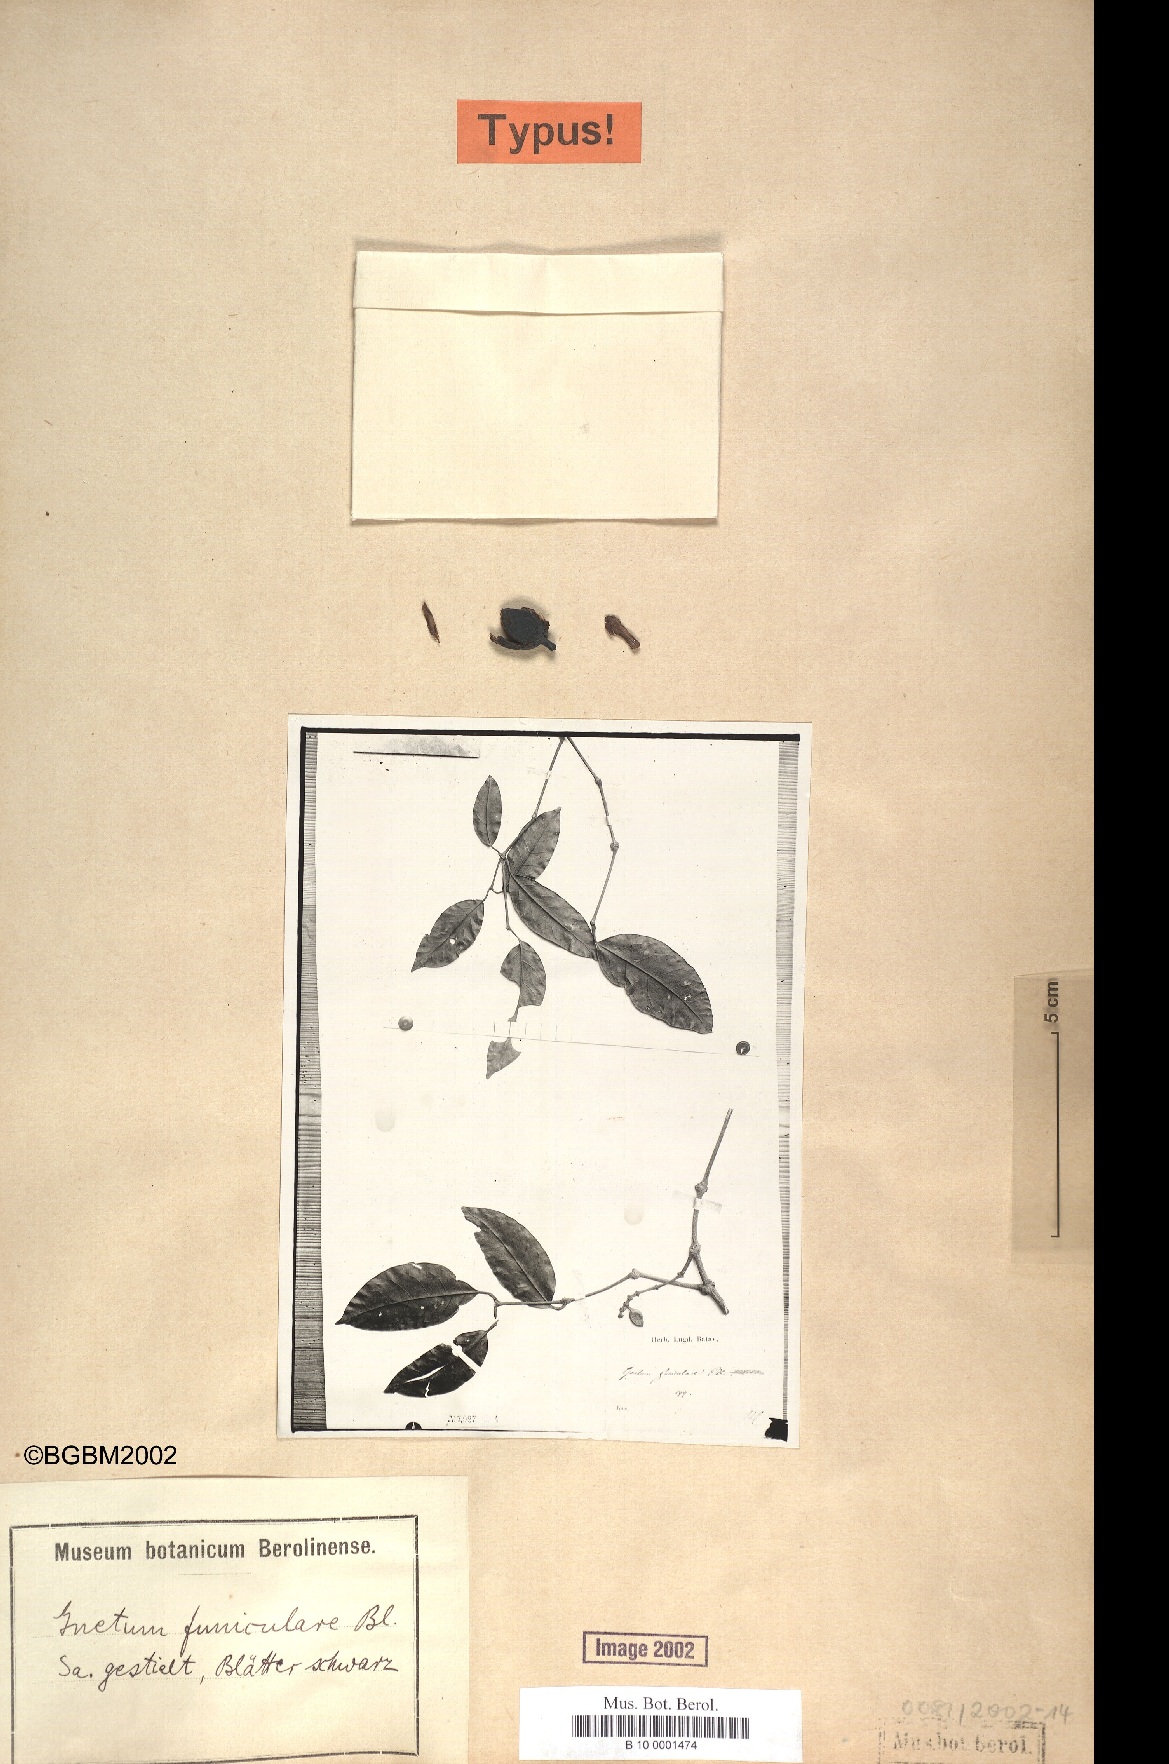 Typus!
5 cm
Herb. Lugd. Batav.
Gnetum funiculare Bl.
©BGBM2002
Museum botanicum Berolinense.
Gnetum funiculare Bl.
Sa. gestielt, Blätter schwarz
Image 2002
Mus. Bot. Berol.
B 10 0001474
0081/2002-14
Mus. bot. berol.